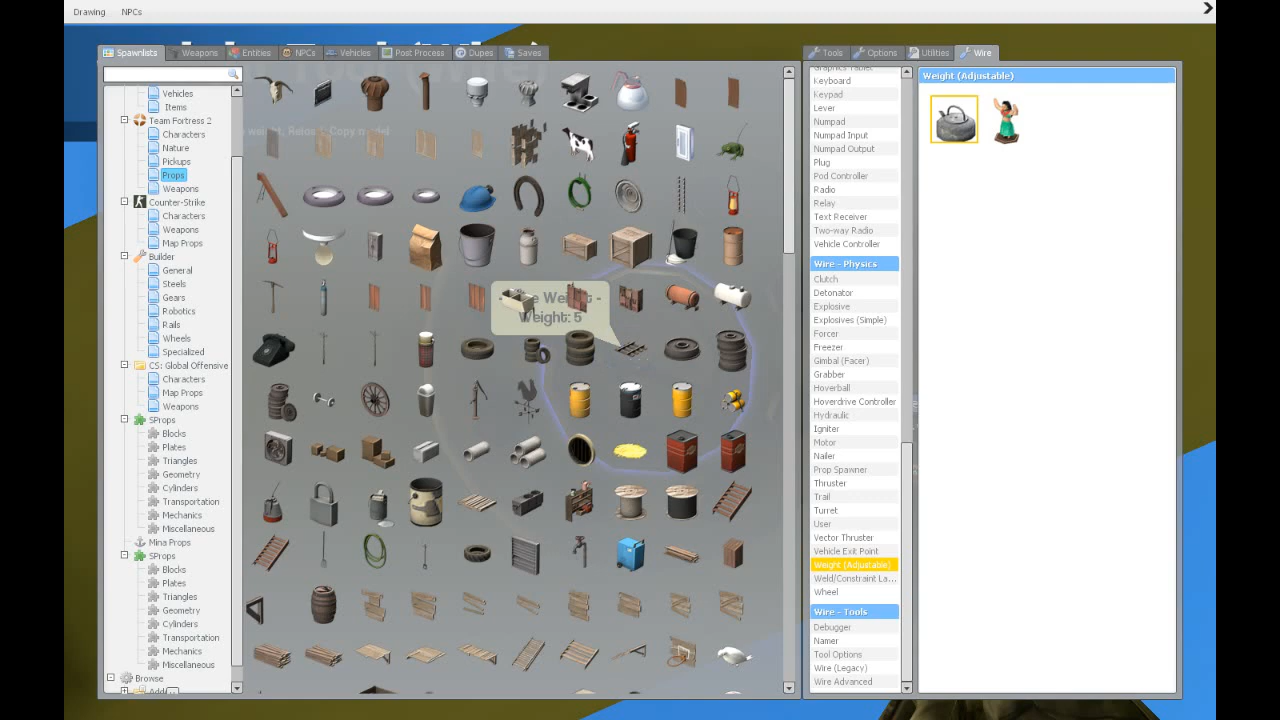 Drawing NPCs
Spawnlists Weapons Entities NPCs Vehicles Post Process Dupes Saves
Tools Options Utilities Wire
Vehicles
Items
Team Fortress 2
Characters
Nature
Pickups
Props
Weapons
Counter-Strike
Characters
Weapons
Map Props
Builder
General
Steels
Gears
Robotics
Rails
Wheels
Specialized
CS: Global Offensive
Characters
Map Props
Weapons
SProps
Blocks
Plates
Triangles
Geometry
Cylinders
Transportation
Mechanics
Miscellaneous
Mina Props
SProps
Blocks
Plates
Triangles
Geometry
Cylinders
Transportation
Mechanics
Miscellaneous
Browse
weight, Reload: Copy model
Weight: 5
Keyboard
Keypad
Lever
Numpad
Numpad Input
Numpad Output
Plug
Pod Controller
Radio
Relay
Text Receiver
Two-way Radio
Vehicle Controller
Wire - Physics
Clutch
Detonator
Explosive
Explosives (Simple)
Forcer
Freezer
Gimbal (Facer)
Grabber
Hoverball
Hoverdrive Controller
Hydraulic
Igniter
Motor
Nailer
Prop Spawner
Thruster
Trail
Turret
User
Vector Thruster
Vehicle Exit Point
Weight (Adjustable)
Weld/Constraint La...
Wheel
Wire - Tools
Debugger
Namer
Tool Options
Wire (Legacy)
Wire Advanced
Weight (Adjustable)